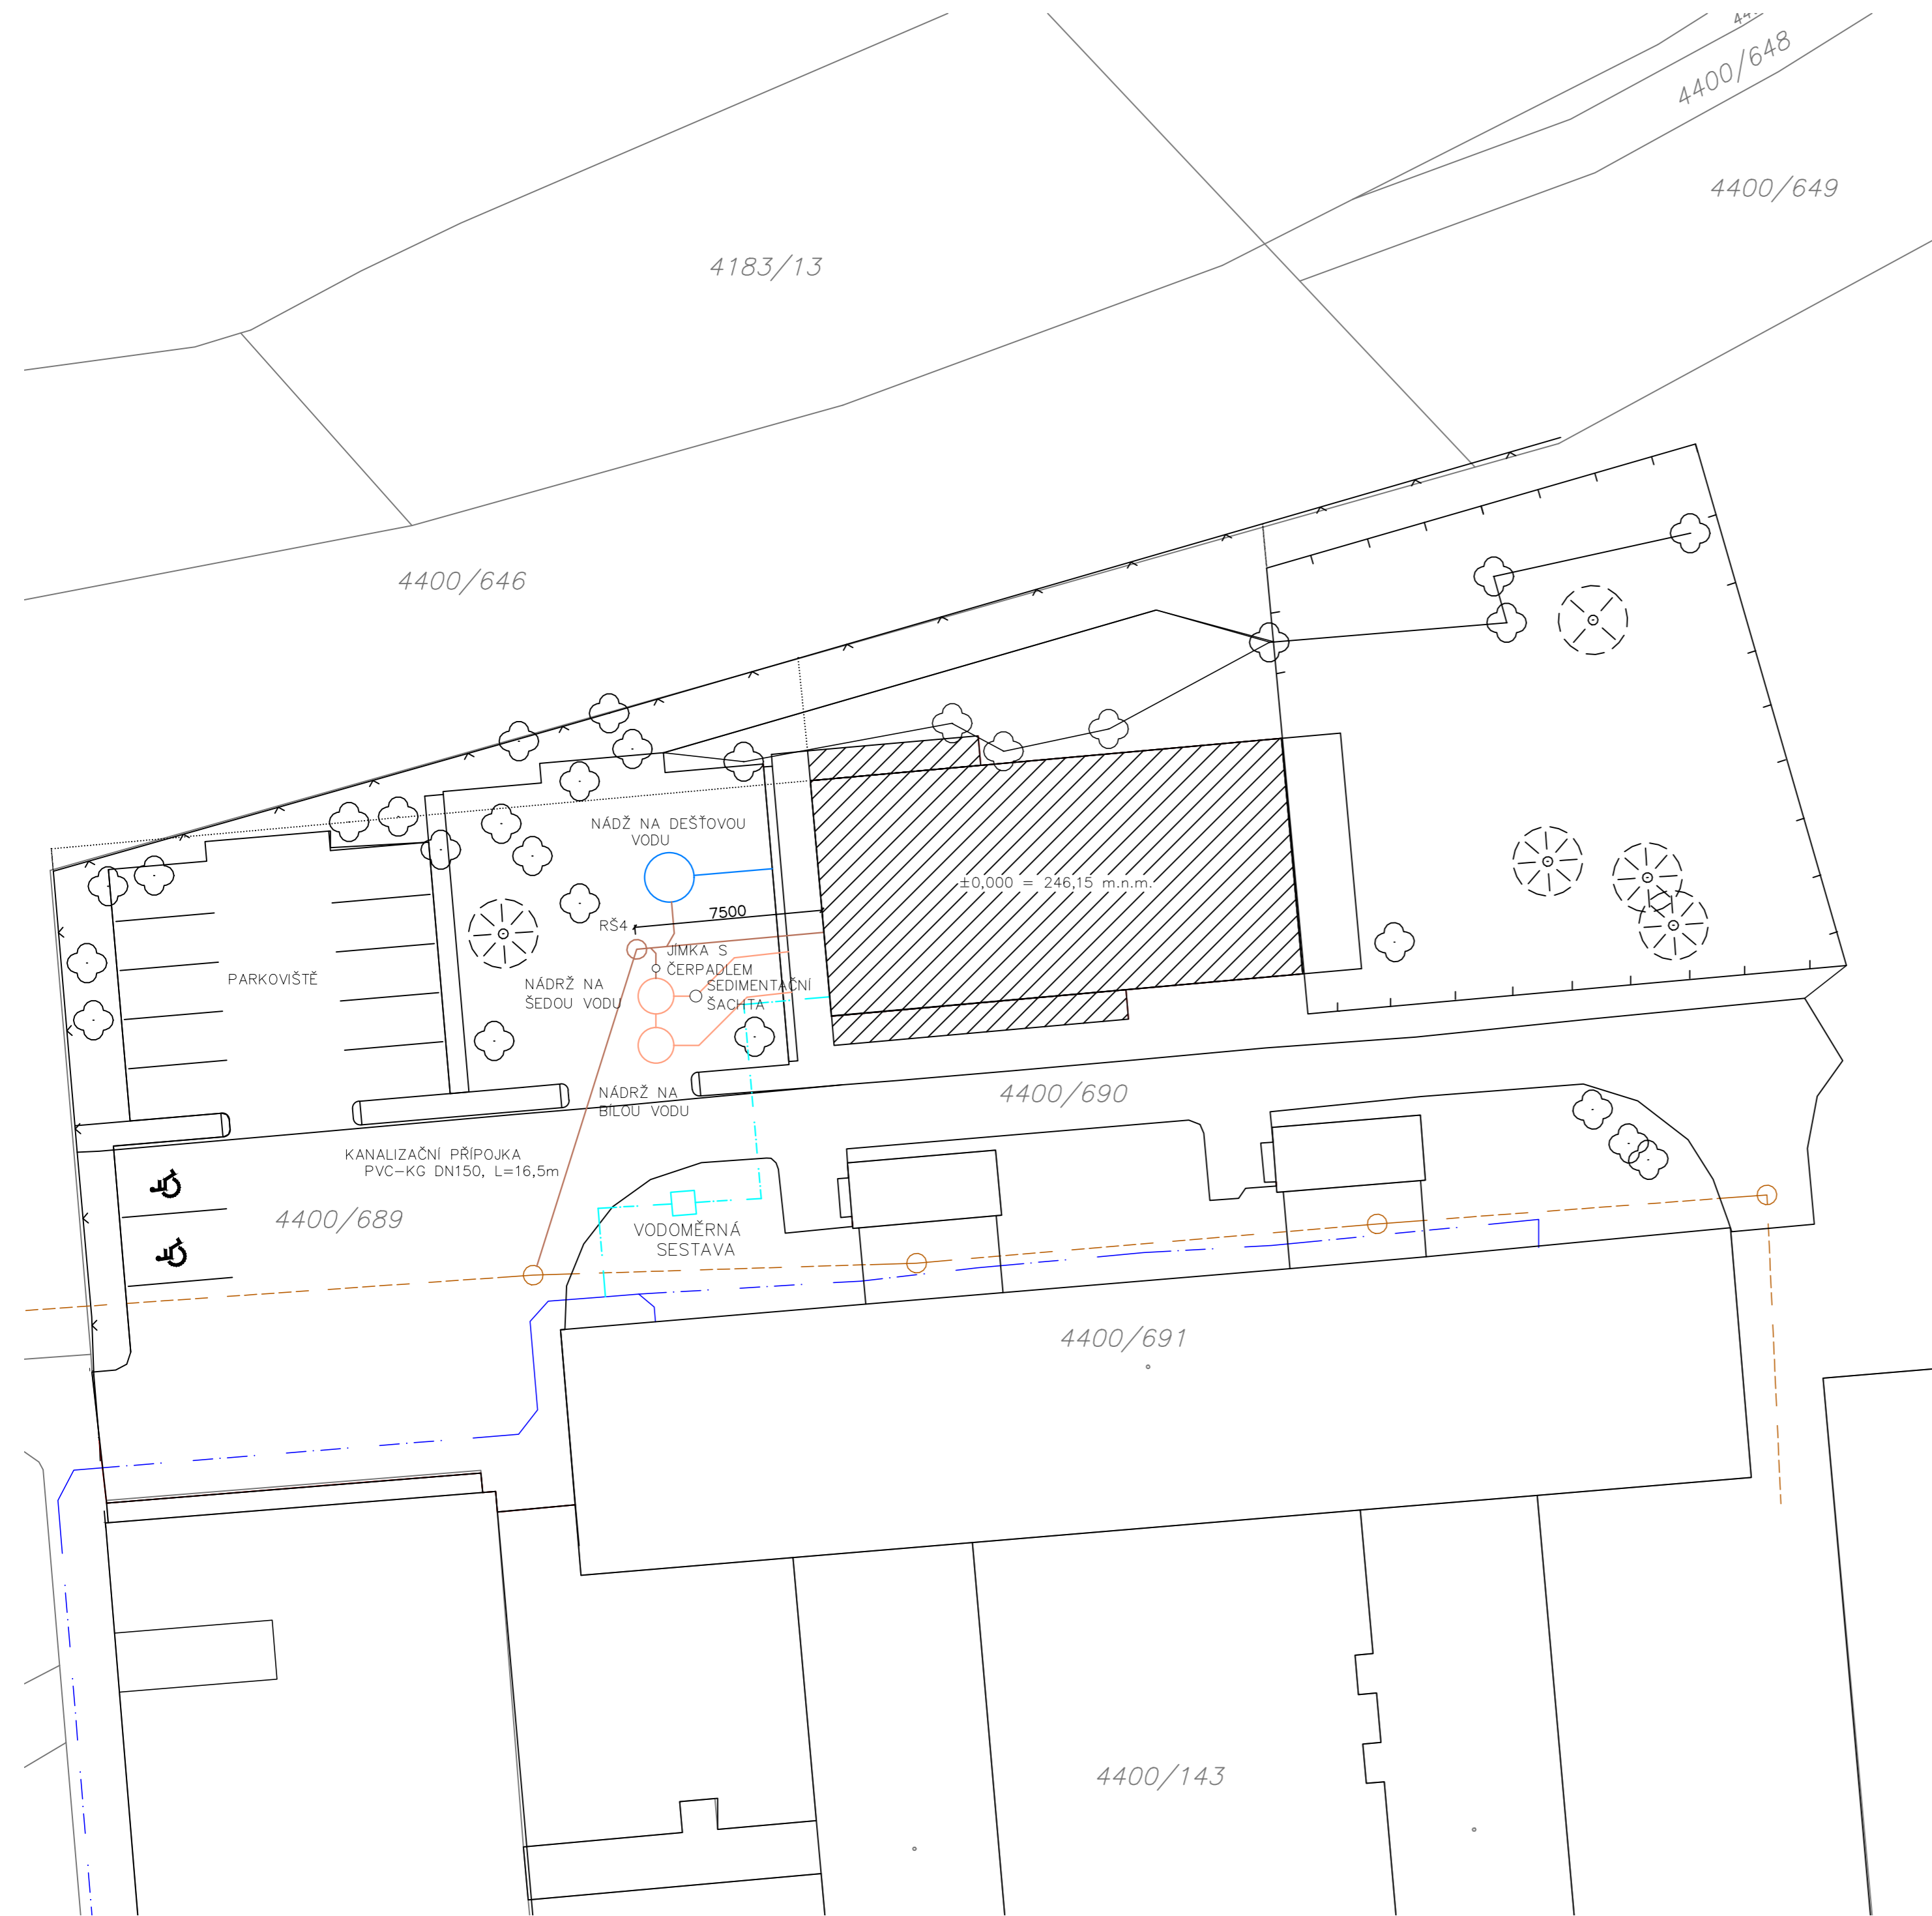 4400/648
4400/649
4183/13
4400/646
NÁDŽ NA DEŠŤOVOU
VODU
±0,000 = 246,15 m.n.m.
7500
RŠ4
JÍMKA S
ČERPADLEM
PARKOVIŠTĚ
NÁDRŽ NA
ŠEDOU VODU
SEDIMENTAČNÍ
ŠACHTA
NÁDRŽ NA
BÍLOU VODU
4400/690
KANALIZAČNÍ PŘÍPOJKA
PVC-KG DN150, L=16,5m
4400/689
VODOMĚRNÁ
SESTAVA
4400/691
4400/143